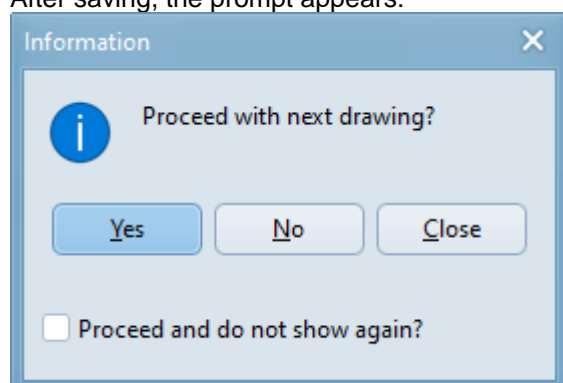 After saving, the prompt appears:
Information
Proceed with next drawing?
Yes No Close
Proceed and do not show again?